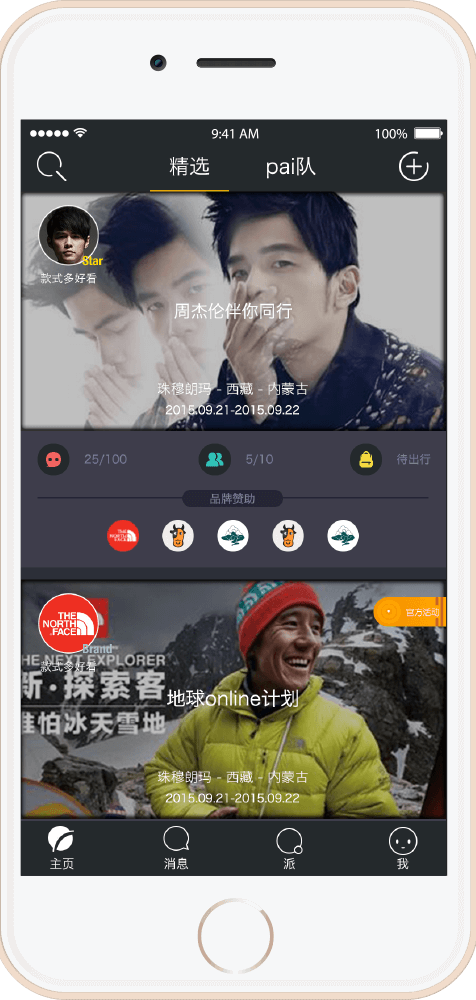 9:41 AM
100%
精选
pai队
Star
款式多好看
周杰伦伴你同行
珠穆朗玛 - 西藏 - 内蒙古
2015.09.21-2015.09.22
25/100
5/10
待出行
品牌赞助
THE NORTH FACE
THE
NORTH
FACE
官方活动
Brand
款式多好看
HE NEXT EXPLORER
新·探索客
惟怕冰天雪地
地球online计划
珠穆朗玛 - 西藏 - 内蒙古
2015.09.21-2015.09.22
主页
消息
派
我